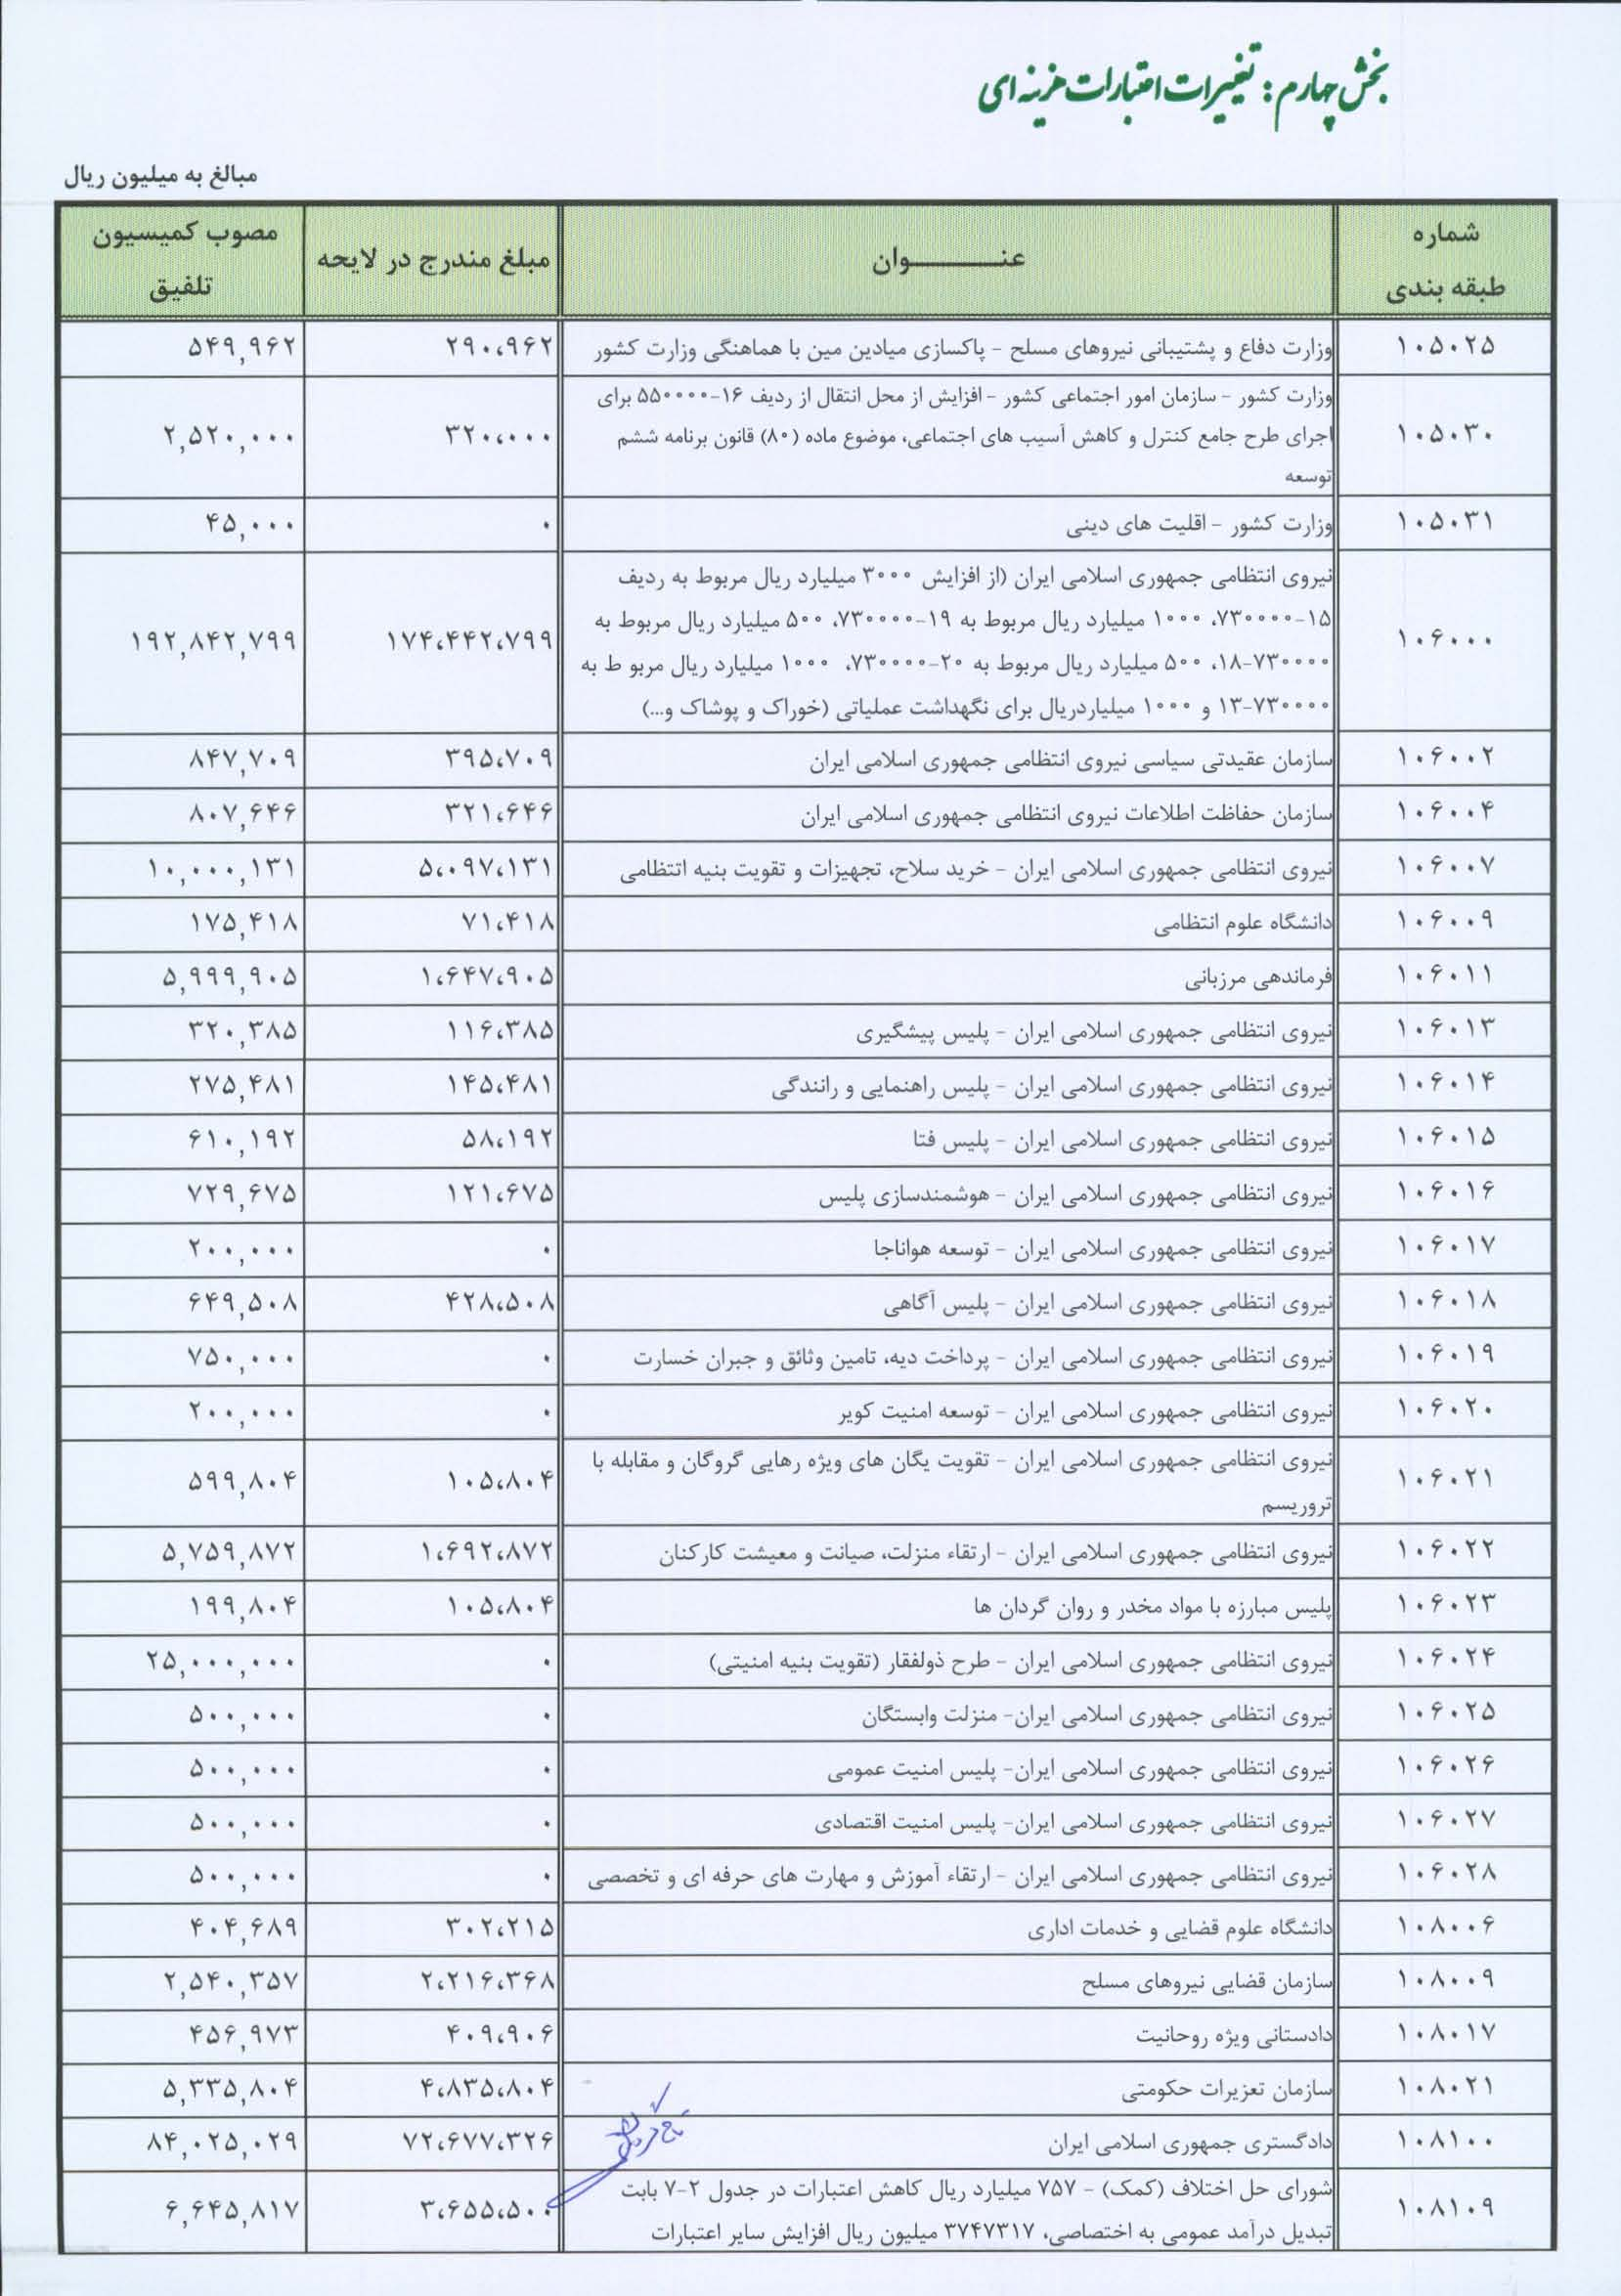 بخش چهارم: تغییرات اعتبارات هزینه ای
مبالغ به میلیون ریال
شماره طبقه بندی | عنـــــــوان | مبلغ مندرج در لایحه | مصوب کمیسیون تلفیق
۱۰۵۰۲۵ | وزارت دفاع و پشتیبانی نیروهای مسلح - پاکسازی میادین مین با هماهنگی وزارت کشور | ۲۹۰،۹۶۲ | ۵۴۹,۹۶۲
وزارت کشور - سازمان امور اجتماعی کشور - افزایش از محل انتقال از ردیف ۱۶-۵۵۰۰۰۰ برای
۱۰۵۰۳۰ | اجرای طرح جامع کنترل و کاهش آسیب های اجتماعی، موضوع ماده (۸۰) قانون برنامه ششم | ۳۲۰،۰۰۰ | ۲,۵۲۰,۰۰۰
توسعه
۱۰۵۰۳۱ | وزارت کشور - اقلیت های دینی | ۰ | ۴۵,۰۰۰
نیروی انتظامی جمهوری اسلامی ایران (از افزایش ۳۰۰۰ میلیارد ریال مربوط به ردیف
۱۵-۷۳۰۰۰۰، ۱۰۰۰ میلیارد ریال مربوط به ۱۹-۷۳۰۰۰۰، ۵۰۰ میلیارد ریال مربوط به
۱۰۶۰۰۰ | ۷۳۰۰۰۰-۱۸، ۵۰۰ میلیارد ریال مربوط به ۲۰-۷۳۰۰۰۰، ۱۰۰۰ میلیارد ریال مربو ط به | ۱۷۴،۴۴۲،۷۹۹ | ۱۹۲,۸۴۲,۷۹۹
۷۳۰۰۰۰-۱۳ و ۱۰۰۰ میلیاردریال برای نگهداشت عملیاتی (خوراک و پوشاک و...)
۱۰۶۰۰۲ | سازمان عقیدتی سیاسی نیروی انتظامی جمهوری اسلامی ایران | ۳۹۵،۷۰۹ | ۸۴۷,۷۰۹
۱۰۶۰۰۴ | سازمان حفاظت اطلاعات نیروی انتظامی جمهوری اسلامی ایران | ۳۲۱،۶۴۶ | ۸۰۷,۶۴۶
۱۰۶۰۰۷ | نیروی انتظامی جمهوری اسلامی ایران - خرید سلاح، تجهیزات و تقویت بنیه انتظامی | ۵،۰۹۷،۱۳۱ | ۱۰,۰۰۰,۱۳۱
۱۰۶۰۰۹ | دانشگاه علوم انتظامی | ۷۱،۴۱۸ | ۱۷۵,۴۱۸
۱۰۶۰۱۱ | فرماندهی مرزبانی | ۱،۶۴۷،۹۰۵ | ۵,۹۹۹,۹۰۵
۱۰۶۰۱۳ | نیروی انتظامی جمهوری اسلامی ایران - پلیس پیشگیری | ۱۱۶،۳۸۵ | ۳۲۰,۳۸۵
۱۰۶۰۱۴ | نیروی انتظامی جمهوری اسلامی ایران - پلیس راهنمایی و رانندگی | ۱۴۵،۴۸۱ | ۲۷۵,۴۸۱
۱۰۶۰۱۵ | نیروی انتظامی جمهوری اسلامی ایران - پلیس فتا | ۵۸،۱۹۲ | ۶۱۰,۱۹۲
۱۰۶۰۱۶ | نیروی انتظامی جمهوری اسلامی ایران - هوشمندسازی پلیس | ۱۲۱،۶۷۵ | ۷۲۹,۶۷۵
۱۰۶۰۱۷ | نیروی انتظامی جمهوری اسلامی ایران - توسعه هواناجا | ۰ | ۲۰۰,۰۰۰
۱۰۶۰۱۸ | نیروی انتظامی جمهوری اسلامی ایران - پلیس آگاهی | ۴۲۸،۵۰۸ | ۶۴۹,۵۰۸
۱۰۶۰۱۹ | نیروی انتظامی جمهوری اسلامی ایران - پرداخت دیه، تامین وثائق و جبران خسارت | ۰ | ۷۵۰,۰۰۰
۱۰۶۰۲۰ | نیروی انتظامی جمهوری اسلامی ایران - توسعه امنیت کویر | ۰ | ۲۰۰,۰۰۰
۱۰۶۰۲۱ | نیروی انتظامی جمهوری اسلامی ایران - تقویت یگان های ویژه رهایی گروگان و مقابله با | ۱۰۵،۸۰۴ | ۵۹۹,۸۰۴
تروریسم
۱۰۶۰۲۲ | نیروی انتظامی جمهوری اسلامی ایران - ارتقاء منزلت، صیانت و معیشت کارکنان | ۱،۶۹۲،۸۷۲ | ۵,۷۵۹,۸۷۲
۱۰۶۰۲۳ | پلیس مبارزه با مواد مخدر و روان گردان ها | ۱۰۵،۸۰۴ | ۱۹۹,۸۰۴
۱۰۶۰۲۴ | نیروی انتظامی جمهوری اسلامی ایران - طرح ذولفقار (تقویت بنیه امنیتی) | ۰ | ۲۵,۰۰۰,۰۰۰
۱۰۶۰۲۵ | نیروی انتظامی جمهوری اسلامی ایران- منزلت وابستگان | ۰ | ۵۰۰,۰۰۰
۱۰۶۰۲۶ | نیروی انتظامی جمهوری اسلامی ایران- پلیس امنیت عمومی | ۰ | ۵۰۰,۰۰۰
۱۰۶۰۲۷ | نیروی انتظامی جمهوری اسلامی ایران- پلیس امنیت اقتصادی | ۰ | ۵۰۰,۰۰۰
۱۰۶۰۲۸ | نیروی انتظامی جمهوری اسلامی ایران - ارتقاء آموزش و مهارت های حرفه ای و تخصصی | ۰ | ۵۰۰,۰۰۰
۱۰۸۰۰۶ | دانشگاه علوم قضایی و خدمات اداری | ۳۰۲،۲۱۵ | ۴۰۴,۶۸۹
۱۰۸۰۰۹ | سازمان قضایی نیروهای مسلح | ۲،۲۱۶،۳۶۸ | ۲,۵۴۰,۳۵۷
۱۰۸۰۱۷ | دادستانی ویژه روحانیت | ۴۰۹،۹۰۶ | ۴۵۶,۹۷۳
۱۰۸۰۲۱ | سازمان تعزیرات حکومتی | ۴،۸۳۵،۸۰۴ | ۵,۳۳۵,۸۰۴
۱۰۸۱۰۰ | دادگستری جمهوری اسلامی ایران | ۷۲،۶۷۷،۳۲۶ | ۸۴,۰۲۵,۰۲۹
۱۰۸۱۰۹ | شورای حل اختلاف (کمک) - ۷۵۷ میلیارد ریال کاهش اعتبارات در جدول ۲-۷ بابت | ۳،۶۵۵،۵۰۰ | ۶,۶۴۵,۸۱۷
تبدیل درآمد عمومی به اختصاصی، ۳۷۴۷۳۱۷ میلیون ریال افزایش سایر اعتبارات